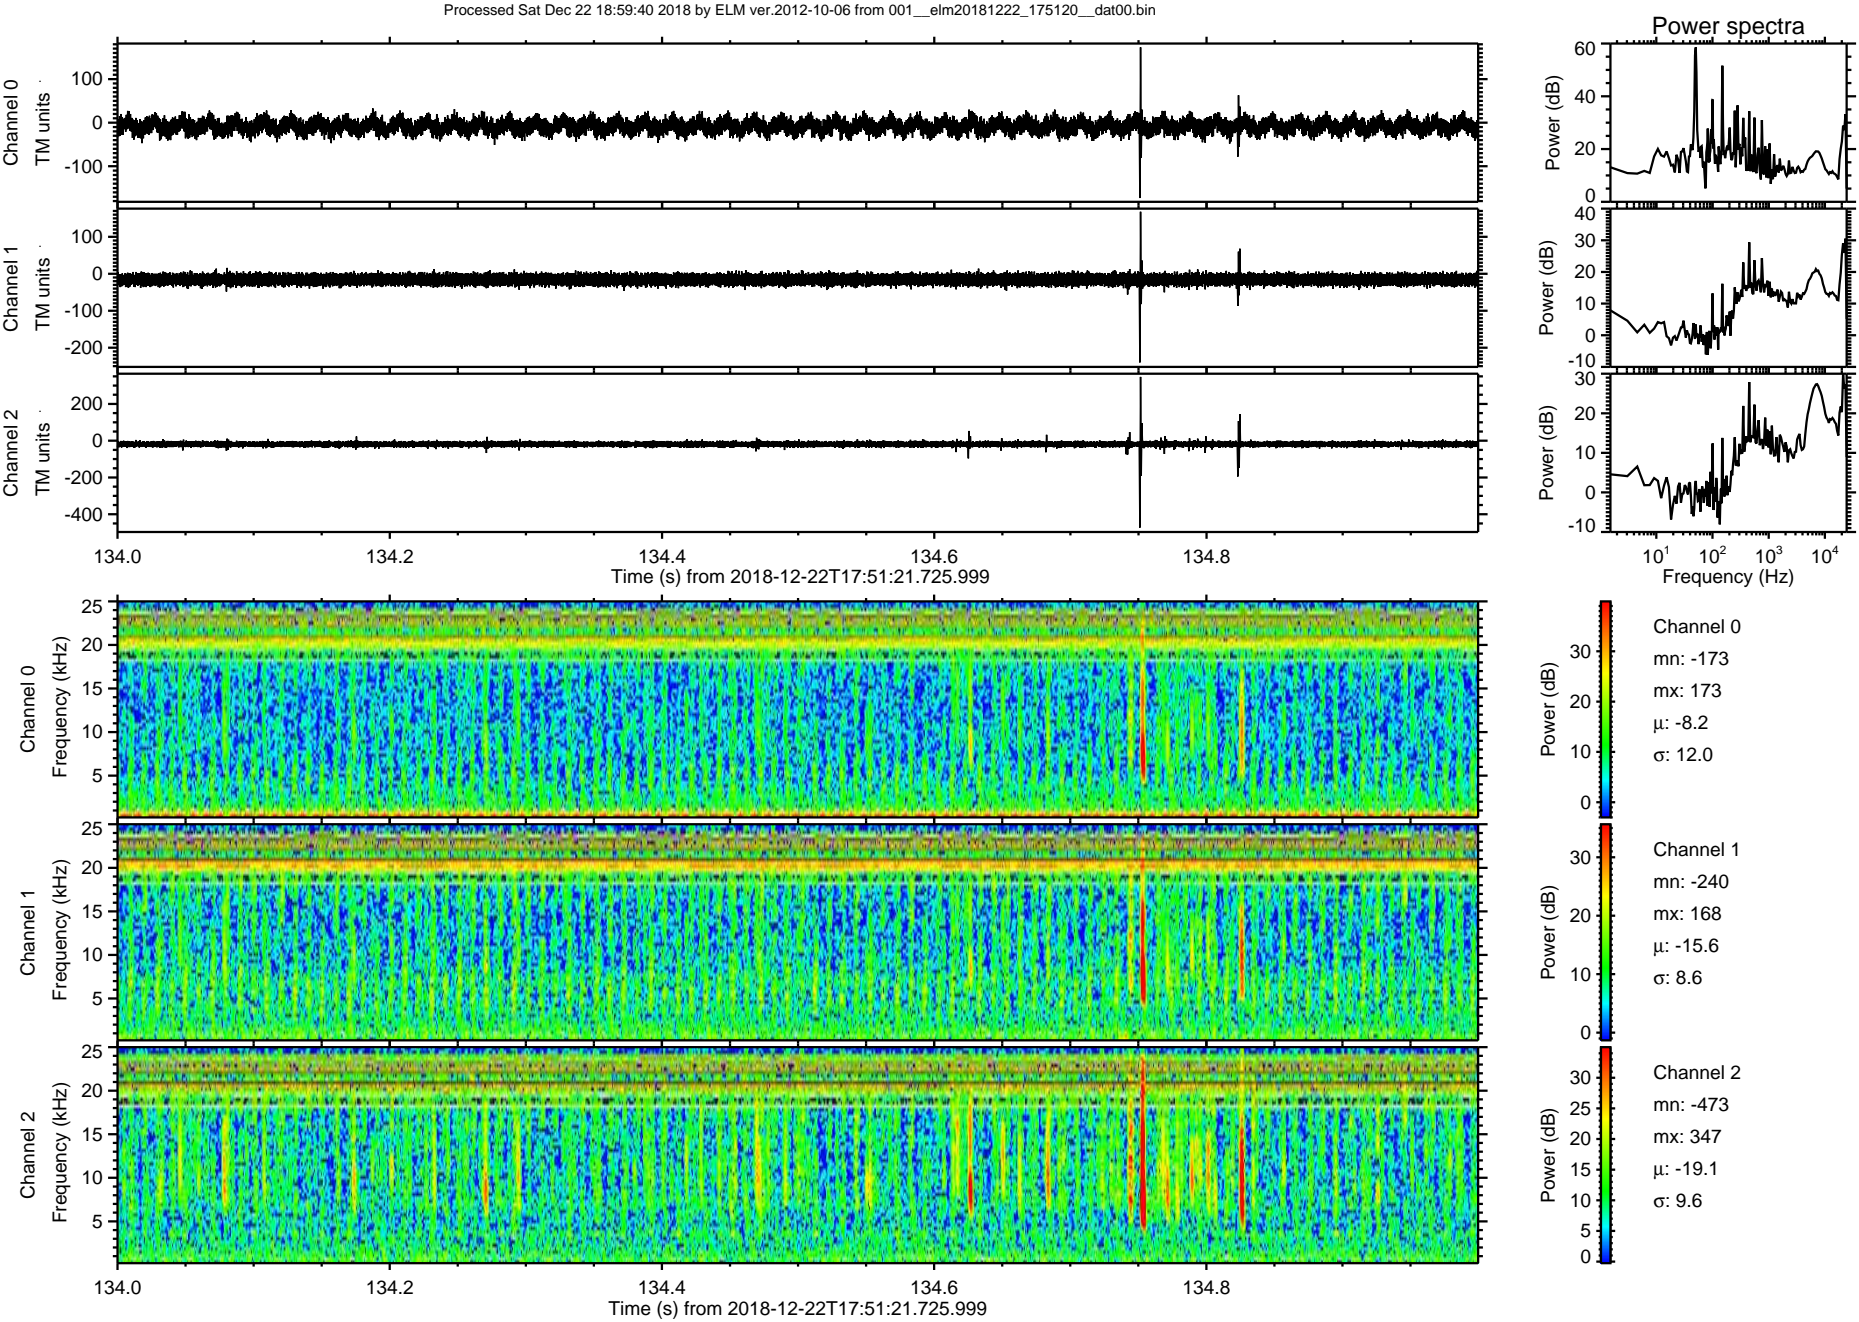 Processed Sat Dec 22 18:59:40 2018 by ELM ver.2012-10-06 from 001__elm20181222_175120__dat00.bin
Power spectra
Channel 0
TM units
100
0
-100
Power (dB)
60
40
20
0
Channel 1
TM units
100
0
-100
-200
Power (dB)
40
30
20
10
0
-10
Channel 2
TM units
200
0
-200
-400
Power (dB)
30
20
10
0
-10
134.0 134.2 134.4 134.6 134.8
Time (s) from 2018-12-22T17:51:21.725.999
10^1 10^2 10^3 10^4
Frequency (Hz)
Channel 0
Frequency (kHz)
25
20
15
10
5
Power (dB)
30
20
10
0
Channel 0
mn: -173
mx: 173
μ: -8.2
σ: 12.0
Channel 1
Frequency (kHz)
25
20
15
10
5
Power (dB)
30
20
10
0
Channel 1
mn: -240
mx: 168
μ: -15.6
σ: 8.6
Channel 2
Frequency (kHz)
25
20
15
10
5
Power (dB)
30
25
20
15
10
5
0
Channel 2
mn: -473
mx: 347
μ: -19.1
σ: 9.6
134.0 134.2 134.4 134.6 134.8
Time (s) from 2018-12-22T17:51:21.725.999